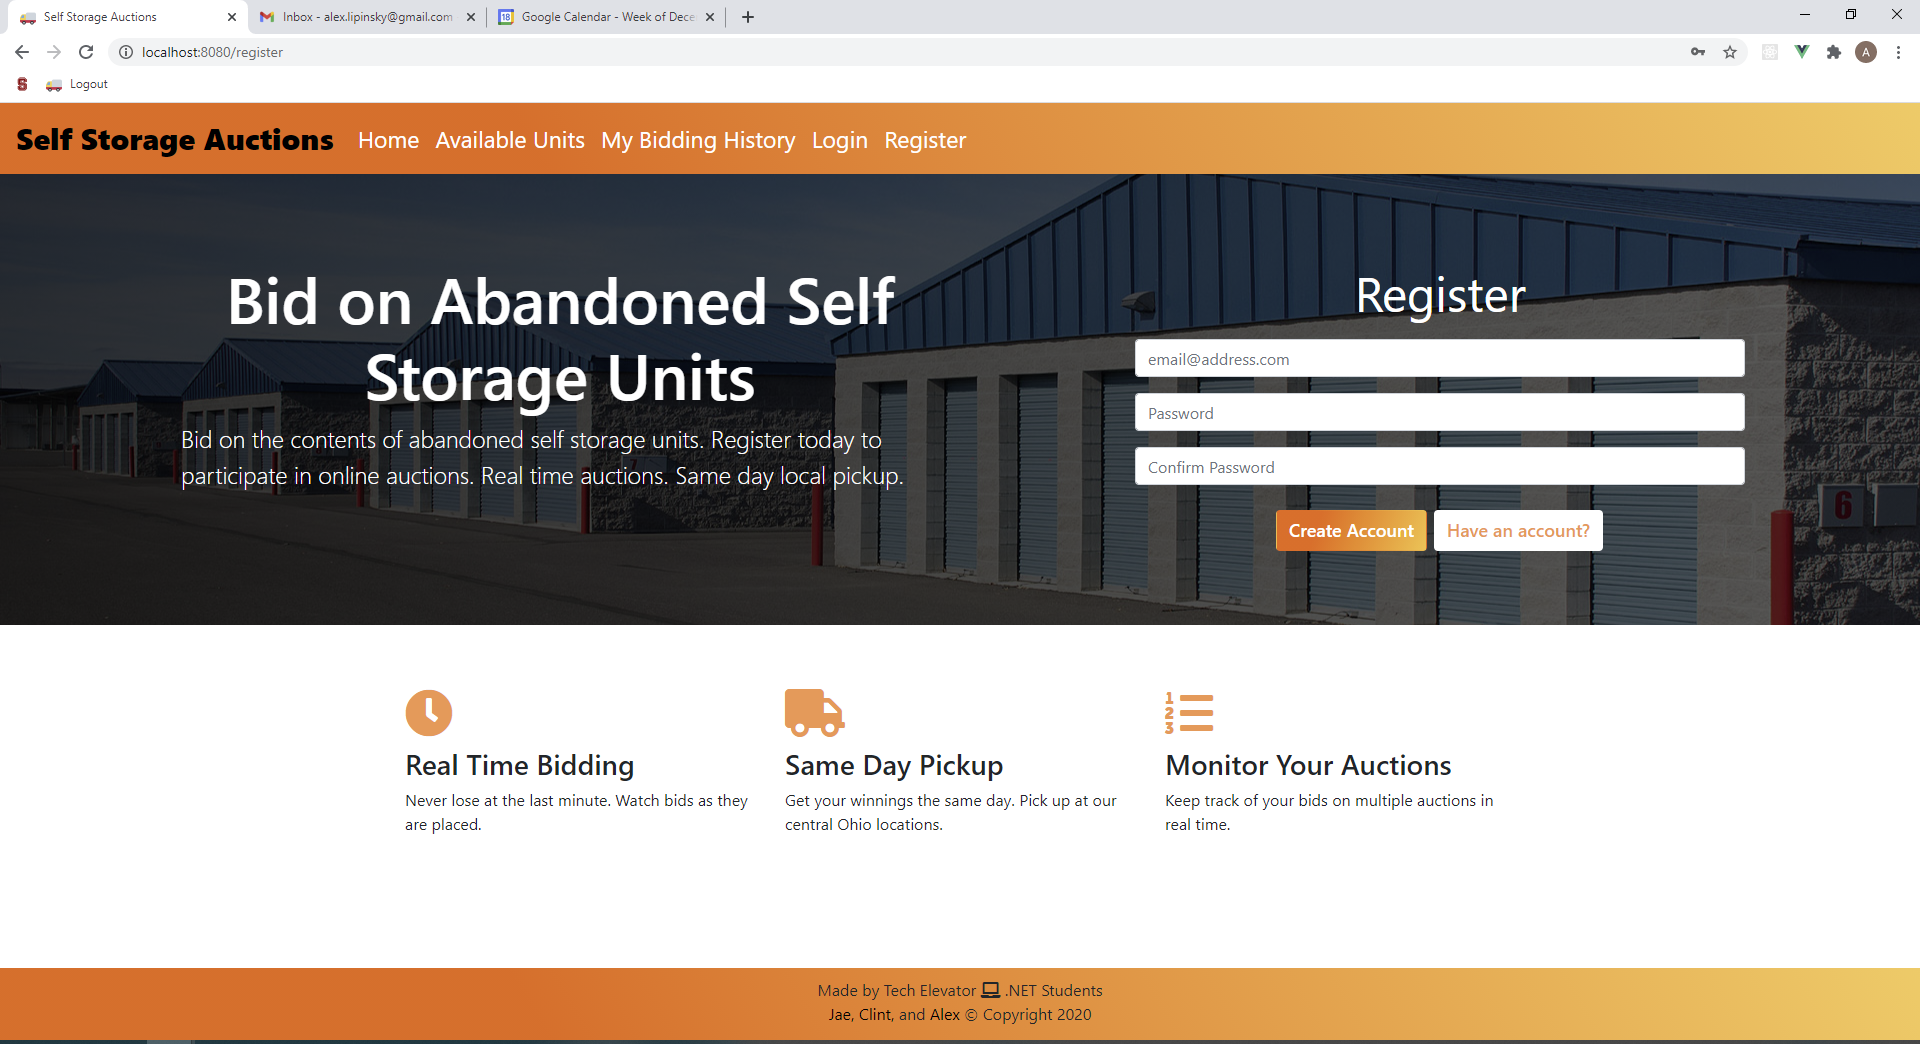 Self Storage Auctions
Inbox - alex.lipinsky@gmail.com
18
Google Calendar - Week of Dece
localhost:8080/register
A
S
Logout
Self Storage Auctions Home Available Units My Bidding History Login Register
Bid on Abandoned Self
Storage Units
Bid on the contents of abandoned self storage units. Register today to
participate in online auctions. Real time auctions. Same day local pickup.
Register
email@address.com
Password
Confirm Password
Create Account
Have an account?
6
Real Time Bidding
Never lose at the last minute. Watch bids as they
are placed.
Same Day Pickup
Get your winnings the same day. Pick up at our
central Ohio locations.
1
2
3
Monitor Your Auctions
Keep track of your bids on multiple auctions in
real time.
Made by Tech Elevator .NET Students
Jae, Clint, and Alex © Copyright 2020